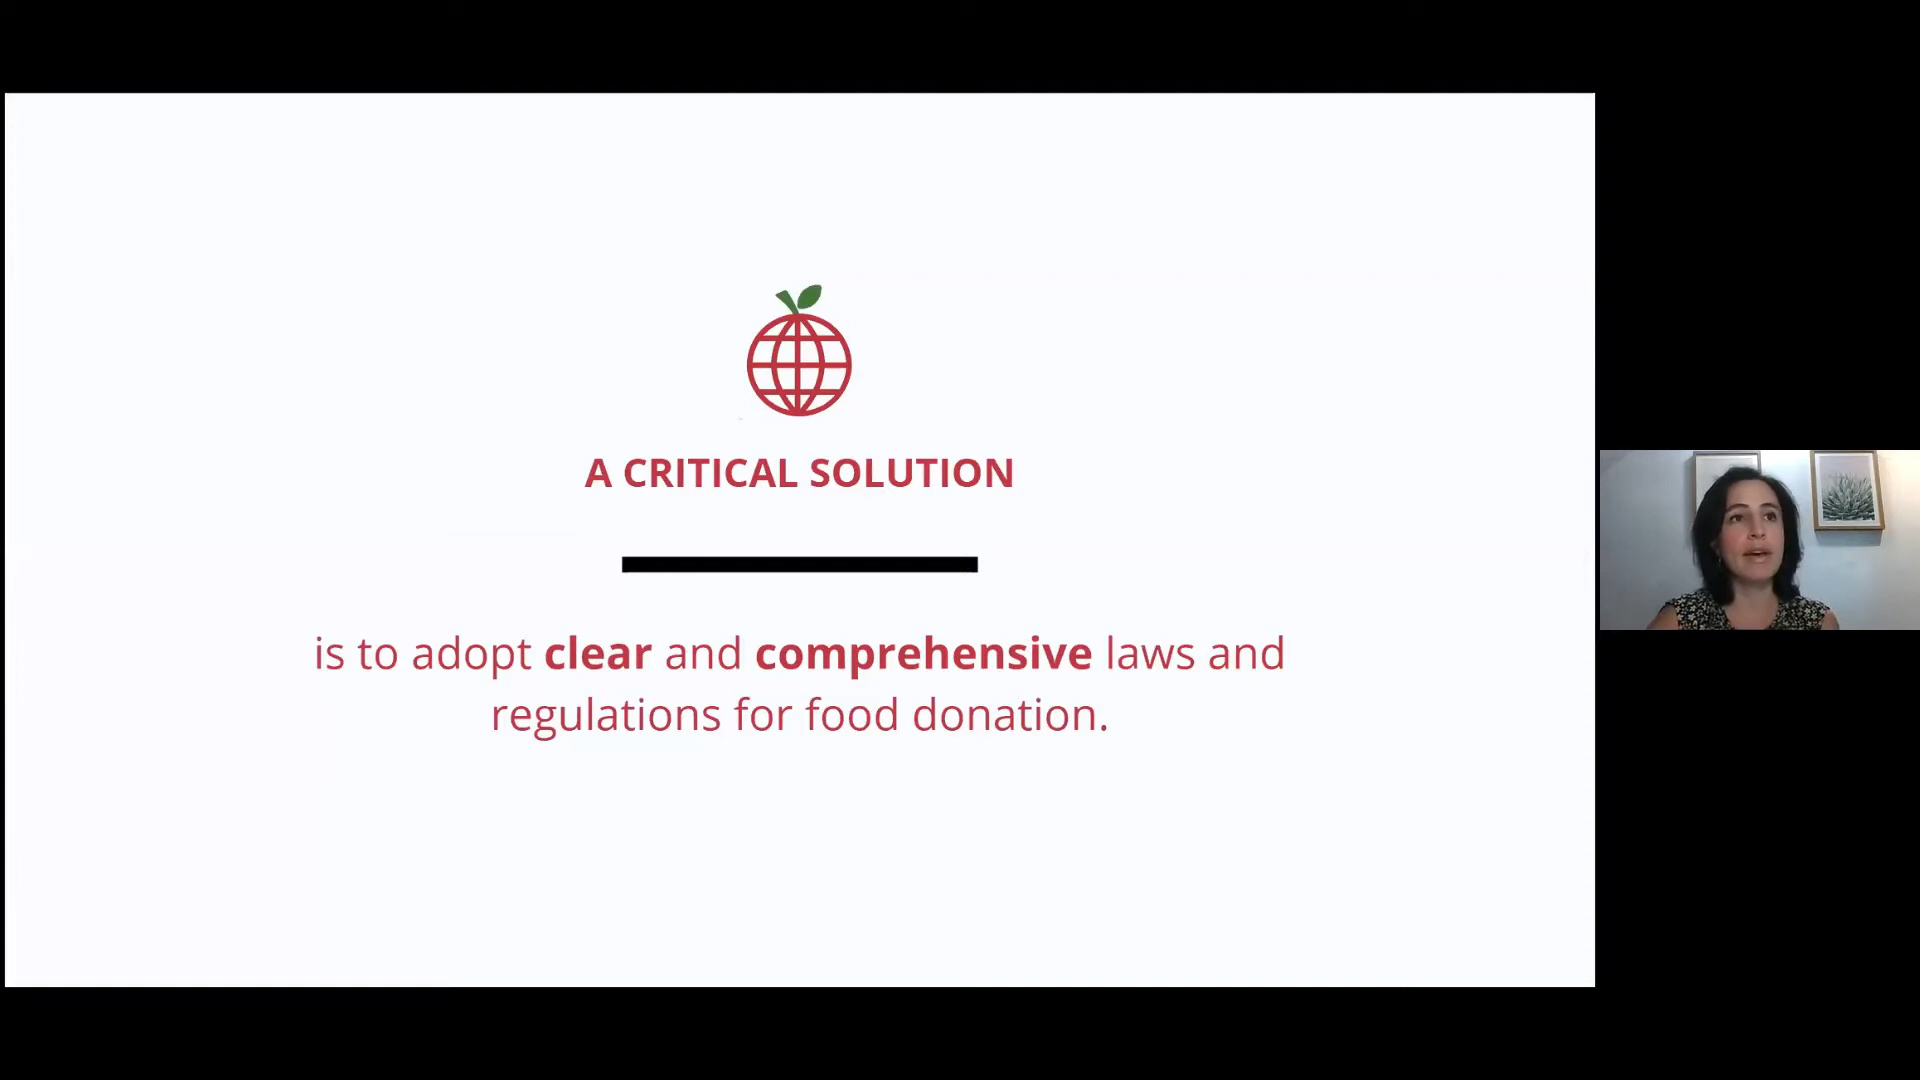 A CRITICAL SOLUTION
is to adopt clear and comprehensive laws and
regulations for food donation.